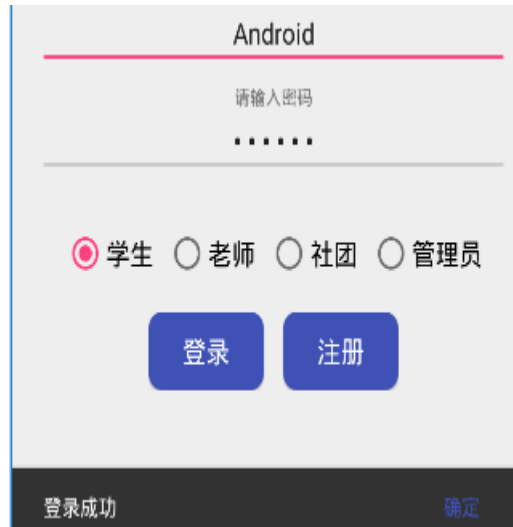 Android
请输入密码
学生 老师 社团 管理员
登录 注册
登录成功 确定